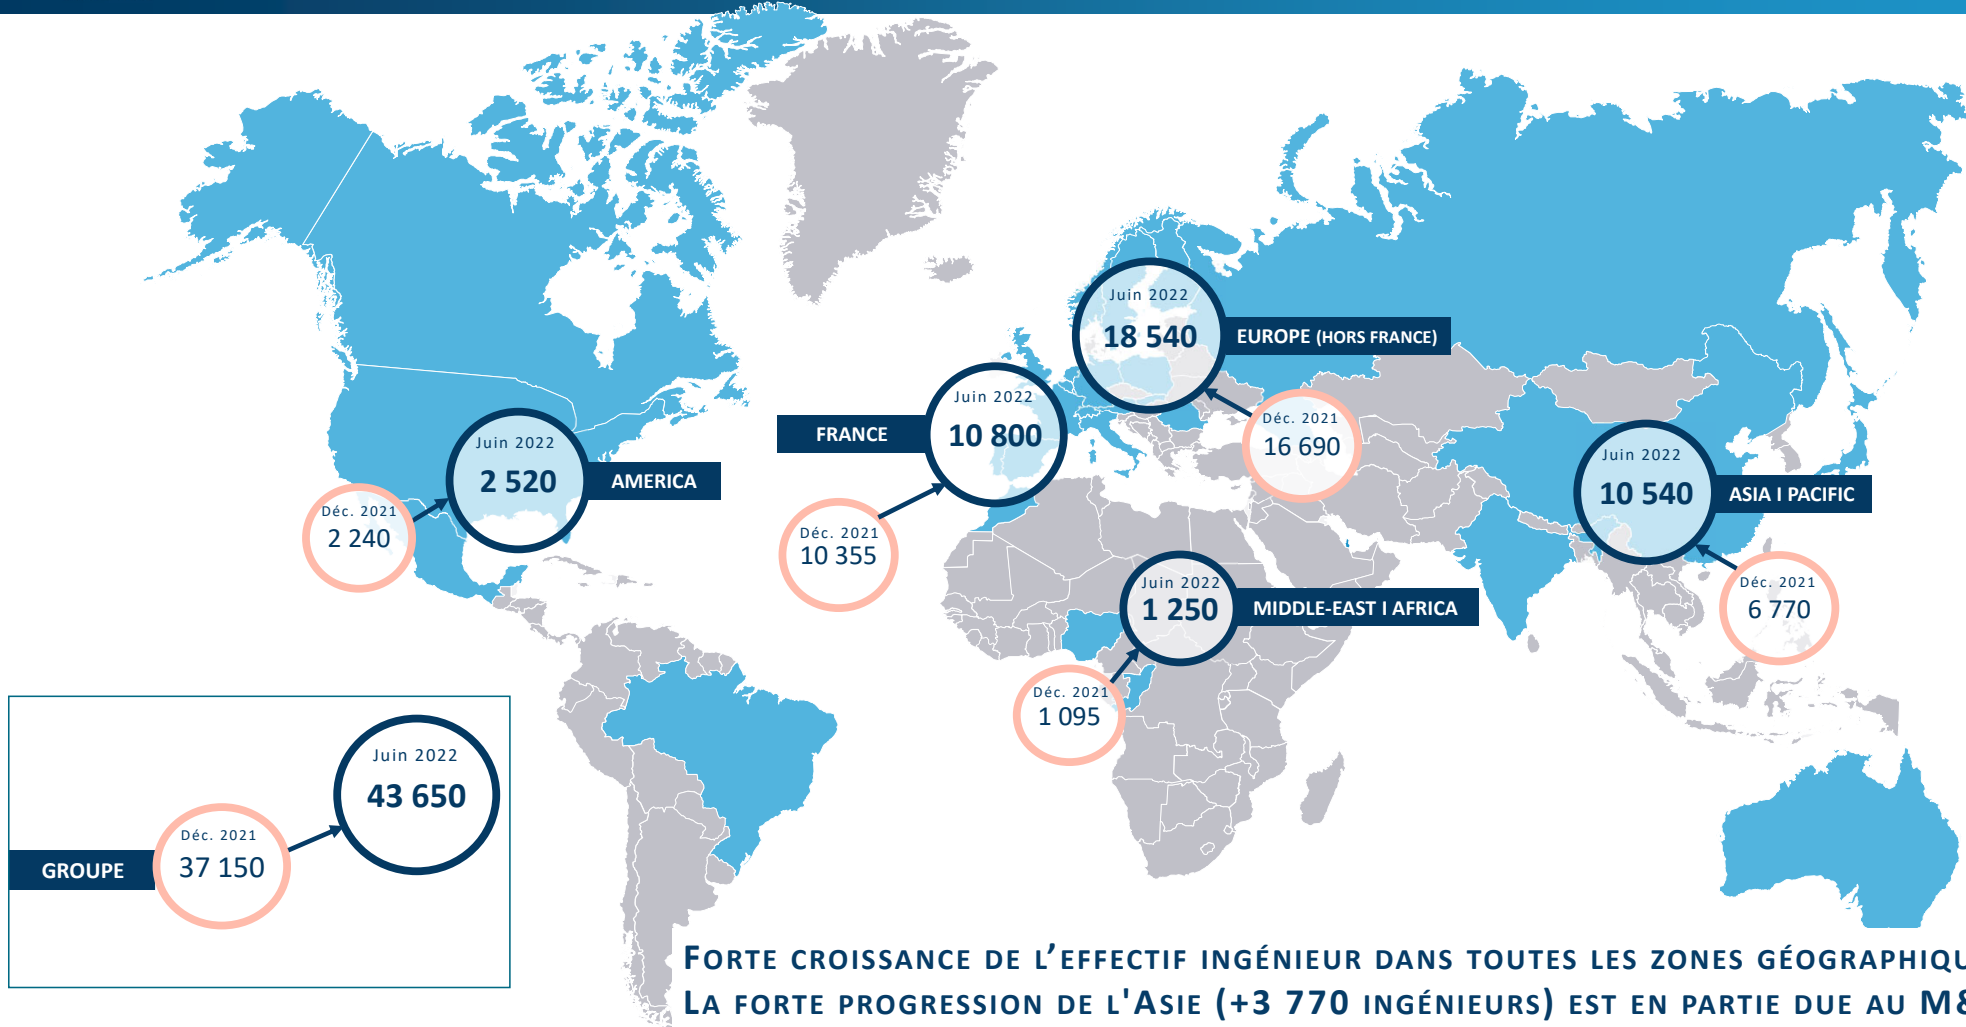 Juin 2022
18 540
EUROPE (HORS FRANCE)
Juin 2022
10 800
FRANCE
Déc. 2021
16 690
Juin 2022
2 520
AMERICA
Juin 2022
10 540
ASIA I PACIFIC
Déc. 2021
2 240
Déc. 2021
10 355
Juin 2022
1 250
MIDDLE-EAST I AFRICA
Déc. 2021
6 770
Déc. 2021
1 095
Juin 2022
43 650
Déc. 2021
37 150
GROUPE
FORTE CROISSANCE DE L’EFFECTIF INGÉNIEUR DANS TOUTES LES ZONES GÉOGRAPHIQU
LA FORTE PROGRESSION DE L'ASIE (+3 770 INGÉNIEURS) EST EN PARTIE DUE AU M&